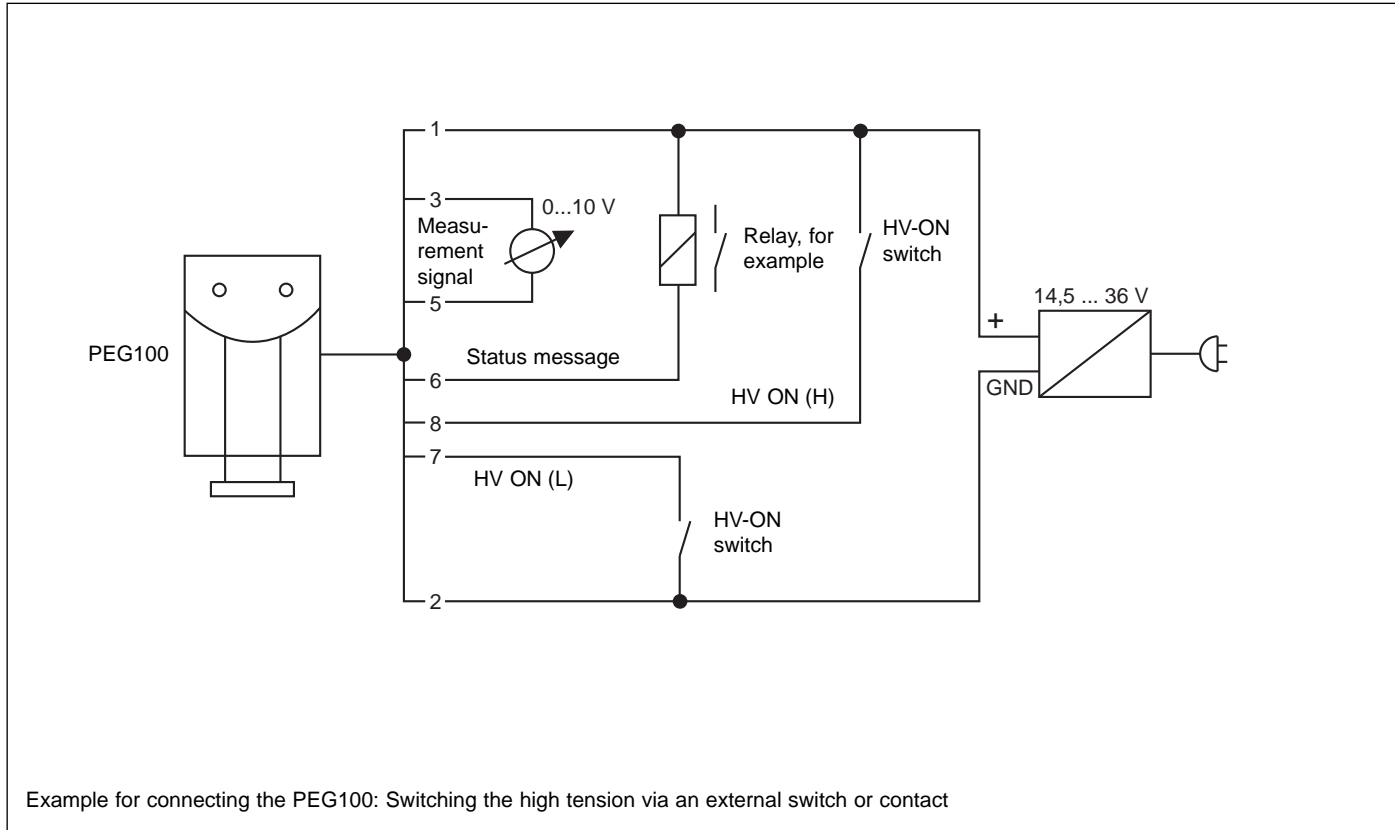 1
3
0...10 V
Measu-
rement
signal
5
Relay, for
example
HV-ON
switch
14,5 ... 36 V
+
GND
PEG100
Status message
6
HV ON (H)
8
7
HV ON (L)
HV-ON
switch
2
Example for connecting the PEG100: Switching the high tension via an external switch or contact